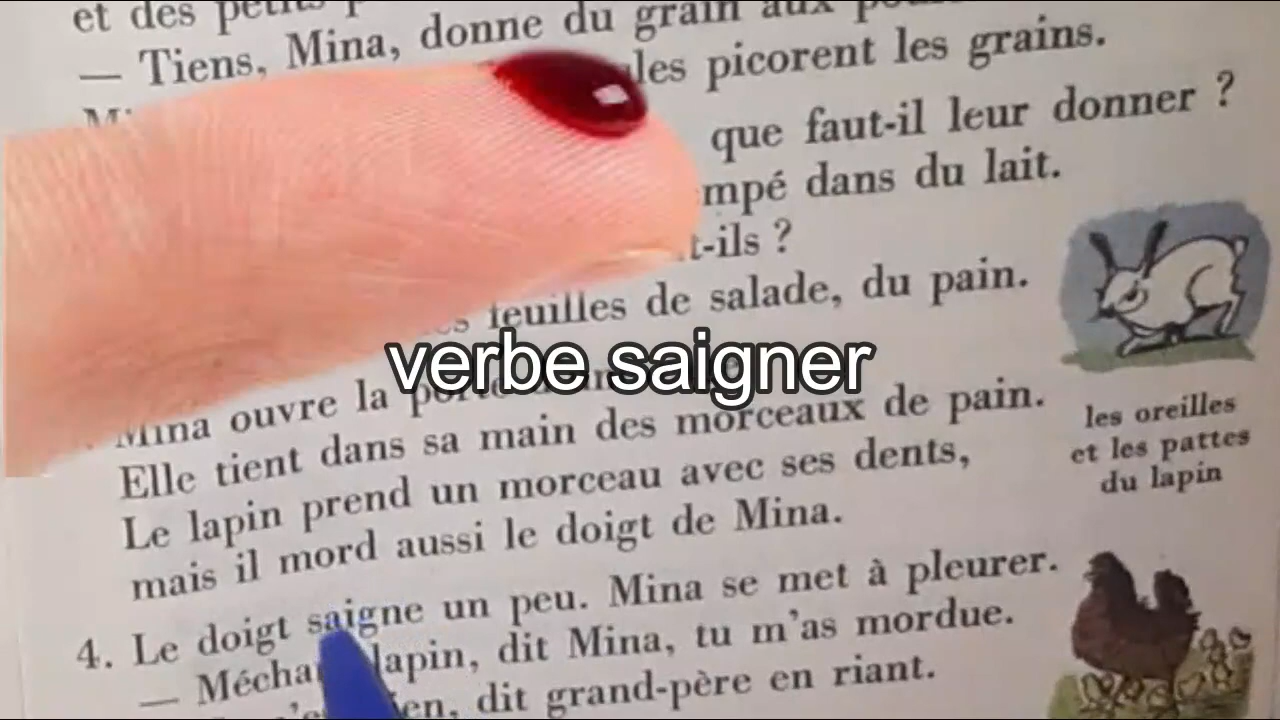 et des petits
— Tiens, Mina, donne du grain aux
les picorent les grains.
que faut-il leur donner ?
mpé dans du lait.
t-ils ?
feuilles de salade, du pain.
verbe saigner
Mina ouvre la
Elle tient dans sa main des morceaux de pain.
Le lapin prend un morceau avec ses dents,
mais il mord aussi le doigt de Mina.
les oreilles
et les pattes
du lapin
4. Le doigt saigne un peu. Mina se met à pleurer.
— Mécha lapin, dit Mina, tu m'as mordue.
en, dit grand-père en riant.